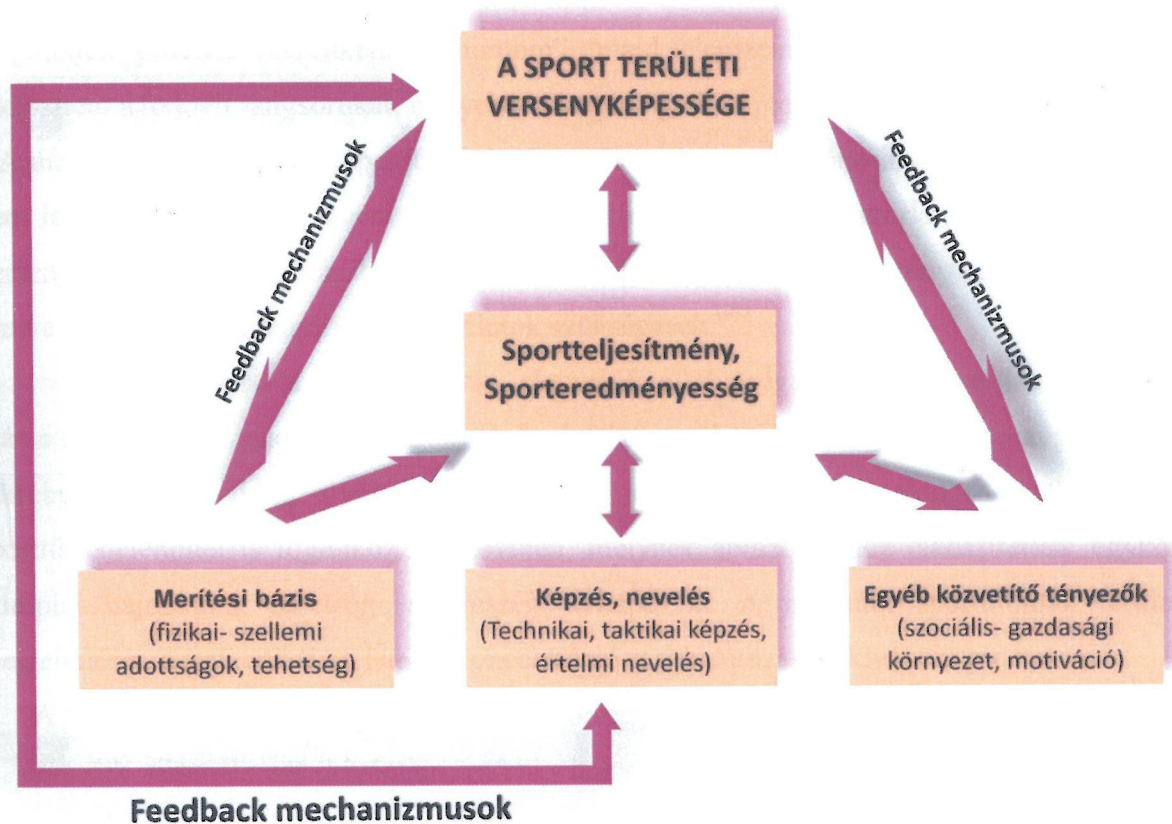 A SPORT TERÜLETI
VERSENYKÉPESSÉGE
Feedback mechanizmusok
Feedback mechanizmusok
Sportteljesítmény,
Sporteredményesség
Merítési bázis
(fizikai- szellemi
adottságok, tehetség)
Képzés, nevelés
(Technikai, taktikai képzés,
értelmi nevelés)
Egyéb közvetítő tényezők
(szociális- gazdasági
környezet, motiváció)
Feedback mechanizmusok